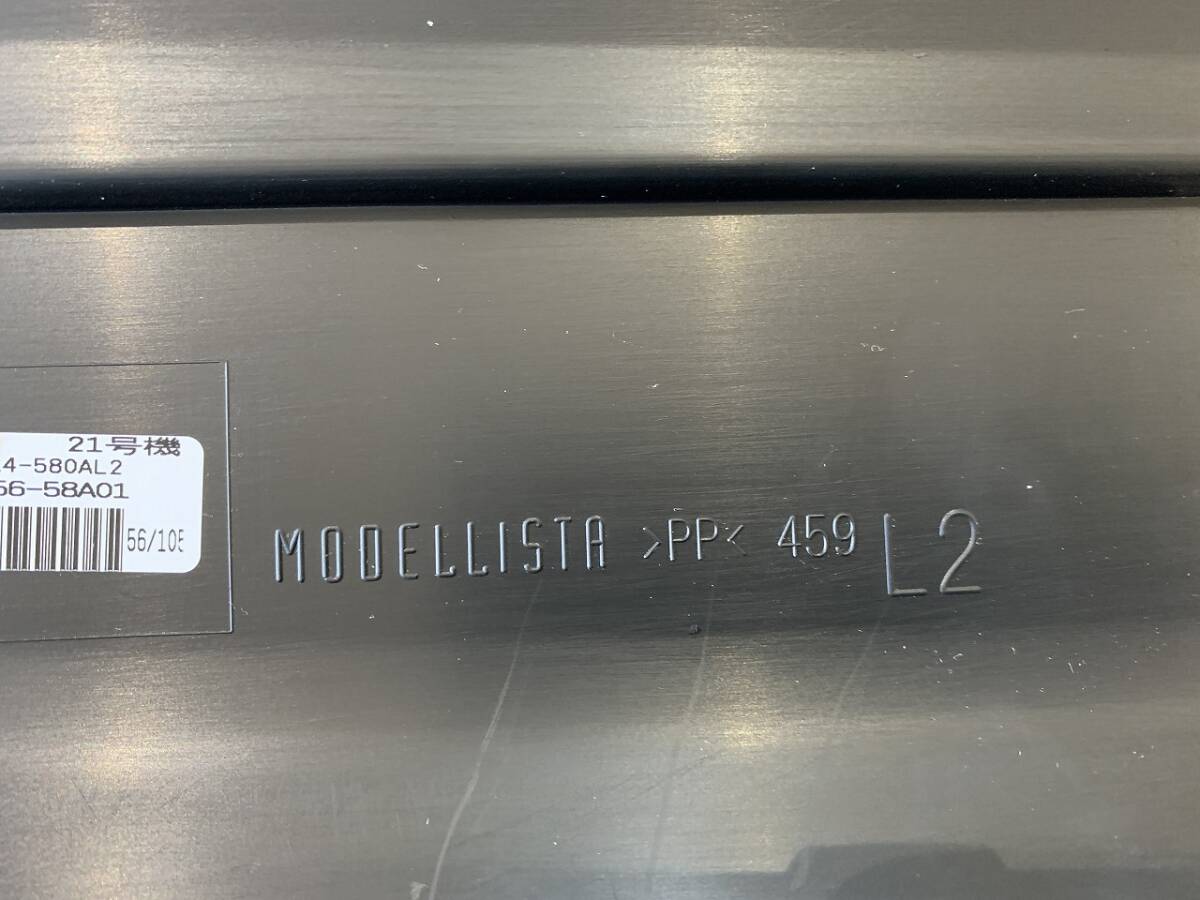 21号機
4-580AL2
56-58A01
56/105
MODELLISTA >PP< 459 L2